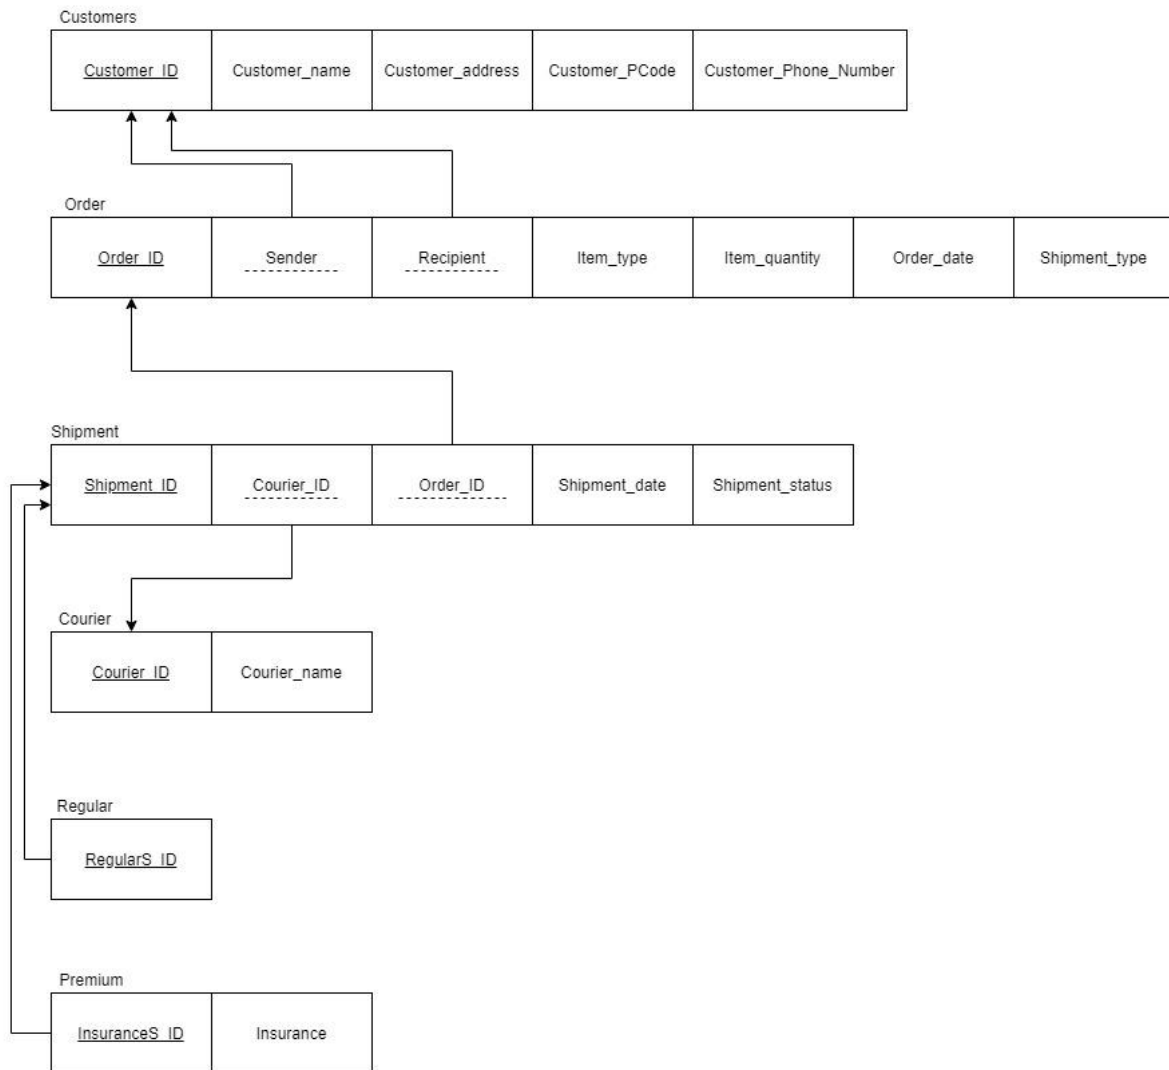 Customers
Customer_ID Customer_name Customer_address Customer_PCode Customer_Phone_Number
Order
Order_ID Sender Recipient Item_type Item_quantity Order_date Shipment_type
Shipment
Shipment_ID Courier_ID Order_ID Shipment_date Shipment_status
Courier
Courier_ID Courier_name
Regular
RegularS_ID
Premium
InsuranceS_ID Insurance